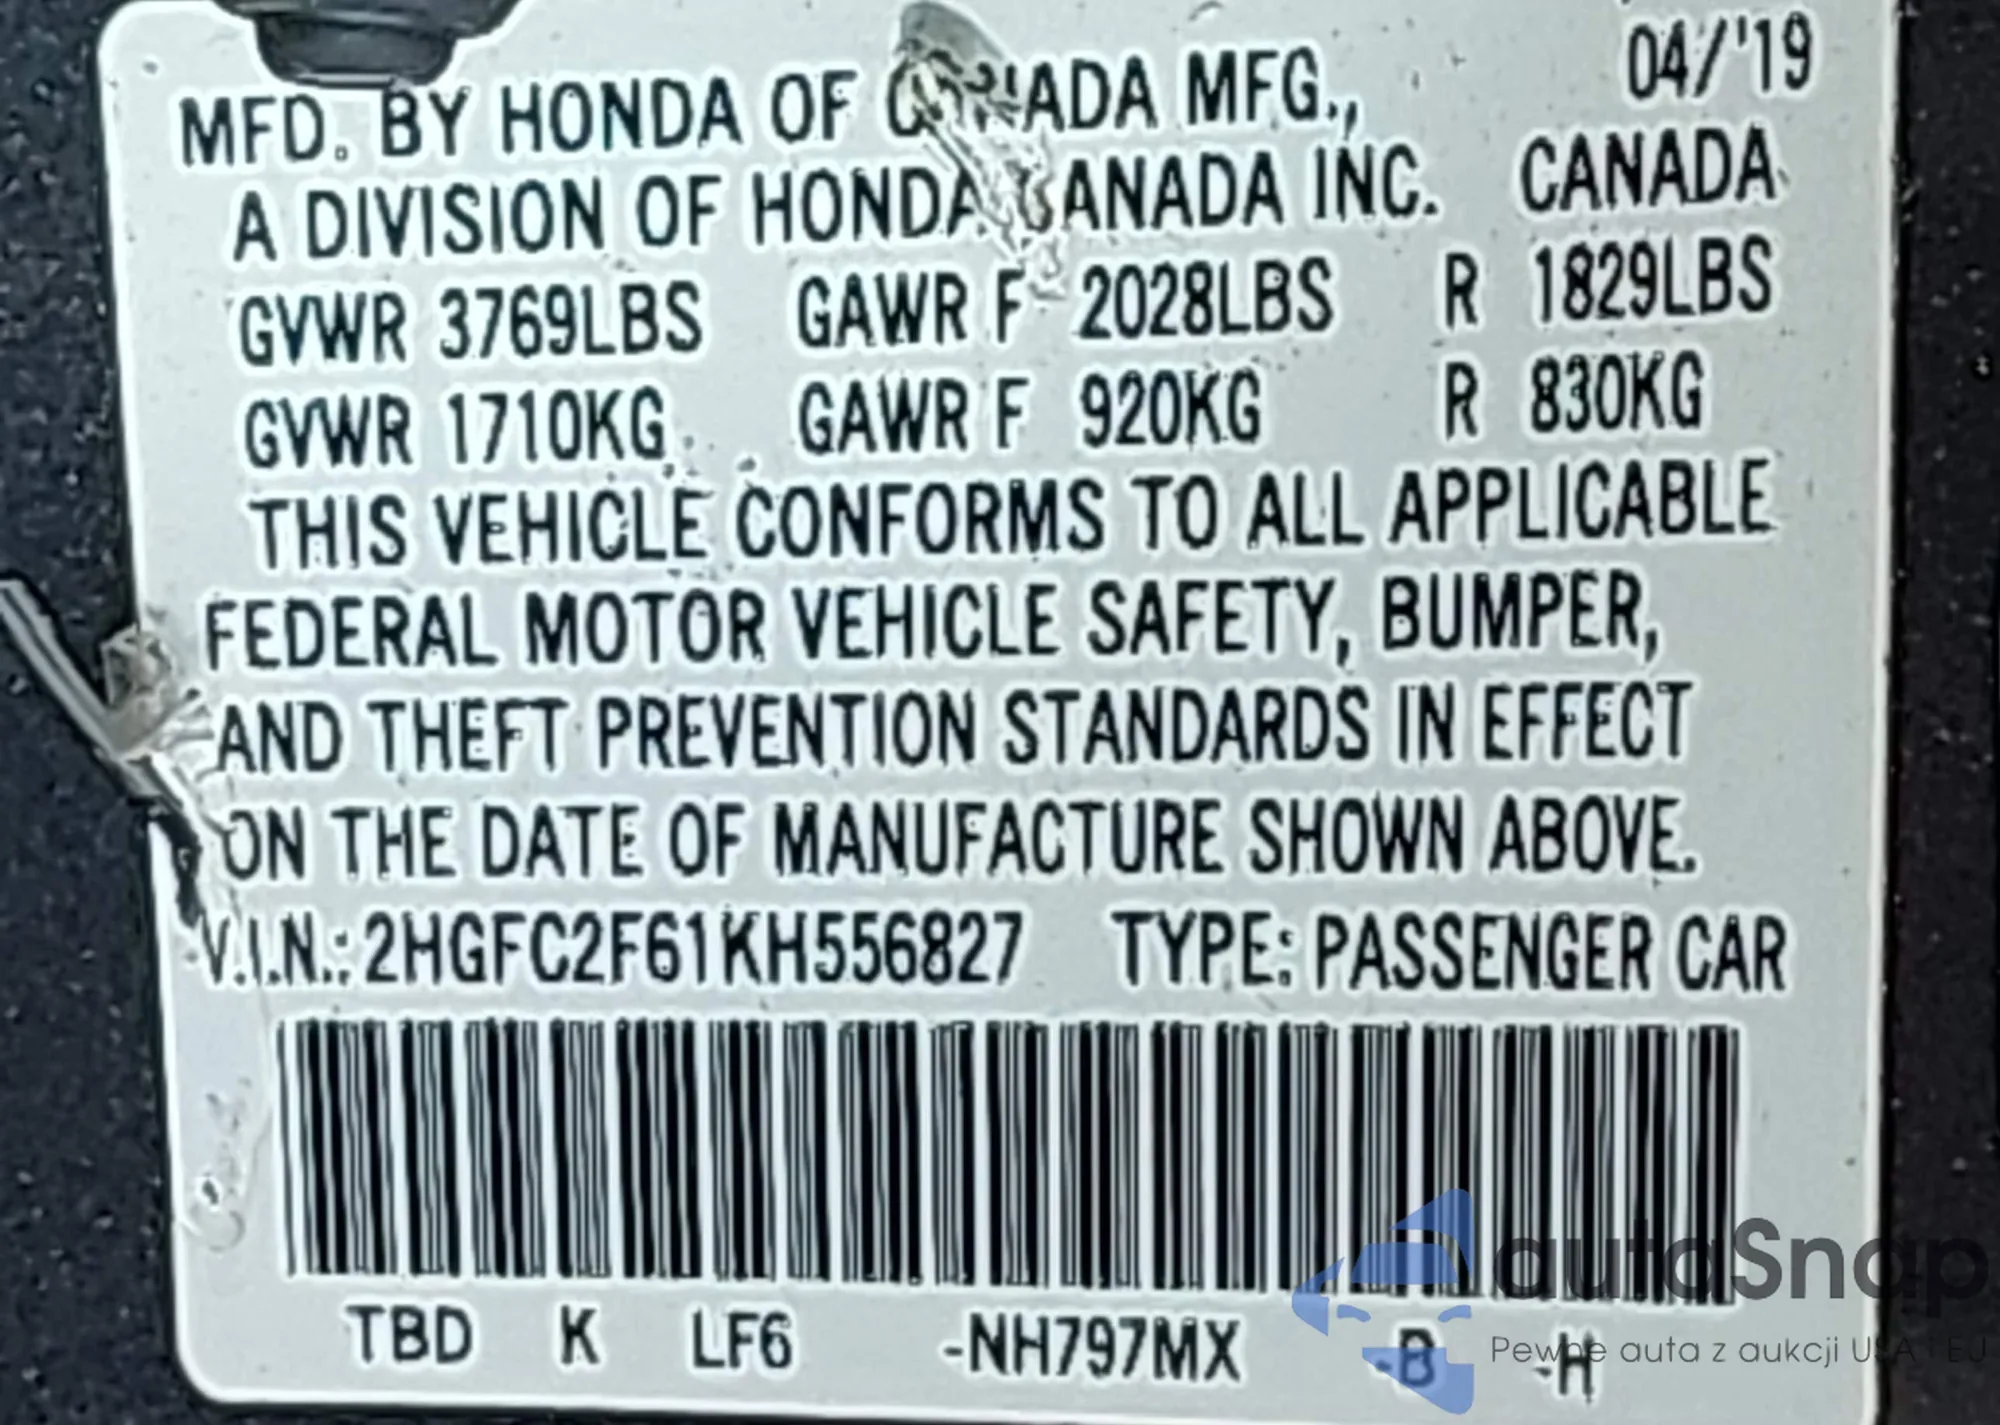 04/'19
MFD. BY HONDA OF CANADA MFG.,
A DIVISION OF HONDA CANADA INC. CANADA
GVWR 3769LBS GAWR F 2028LBS R 1829LBS
GVWR 1710KG GAWR F 920KG R 830KG
THIS VEHICLE CONFORMS TO ALL APPLICABLE
FEDERAL MOTOR VEHICLE SAFETY, BUMPER,
AND THEFT PREVENTION STANDARDS IN EFFECT
ON THE DATE OF MANUFACTURE SHOWN ABOVE.
V.I.N.: 2HGFC2F61KH556827 TYPE: PASSENGER CAR
TBD K LF6 -NH797MX -B -H
autoSnap
Pewne auta z aukcji USA i EU